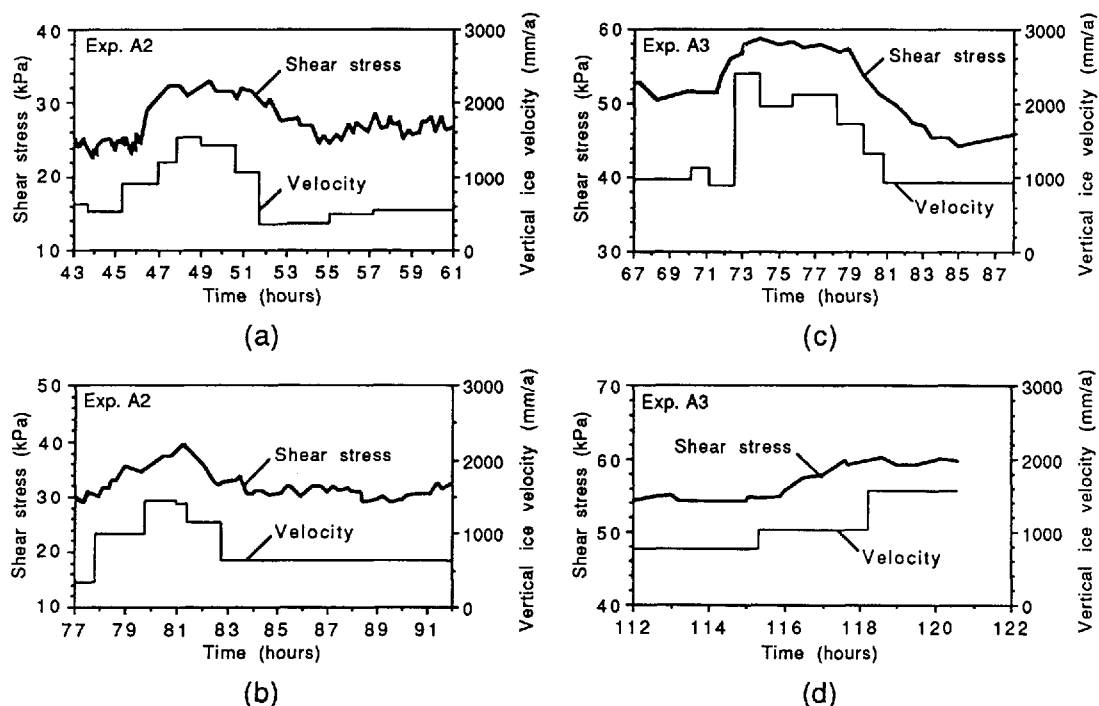 Exp. A2
Shear stress
Velocity
Shear stress (kPa)
40
30
20
10
Vertical ice velocity (mm/a)
3000
2000
1000
0
43 45 47 49 51 53 55 57 59 61
Time (hours)
(a)
Exp. A3
Shear stress
Velocity
Shear stress (kPa)
60
50
40
30
Vertical ice velocity (mm/a)
3000
2000
1000
0
67 69 71 73 75 77 79 81 83 85 87
Time (hours)
(c)
Exp. A2
Shear stress
Velocity
Shear stress (kPa)
50
40
30
20
10
Vertical ice velocity (mm/a)
3000
2000
1000
0
77 79 81 83 85 87 89 91
Time (hours)
(b)
Exp. A3
Shear stress
Velocity
Shear stress (kPa)
70
60
50
40
Vertical ice velocity (mm/a)
3000
2000
1000
0
112 114 116 118 120 122
Time (hours)
(d)